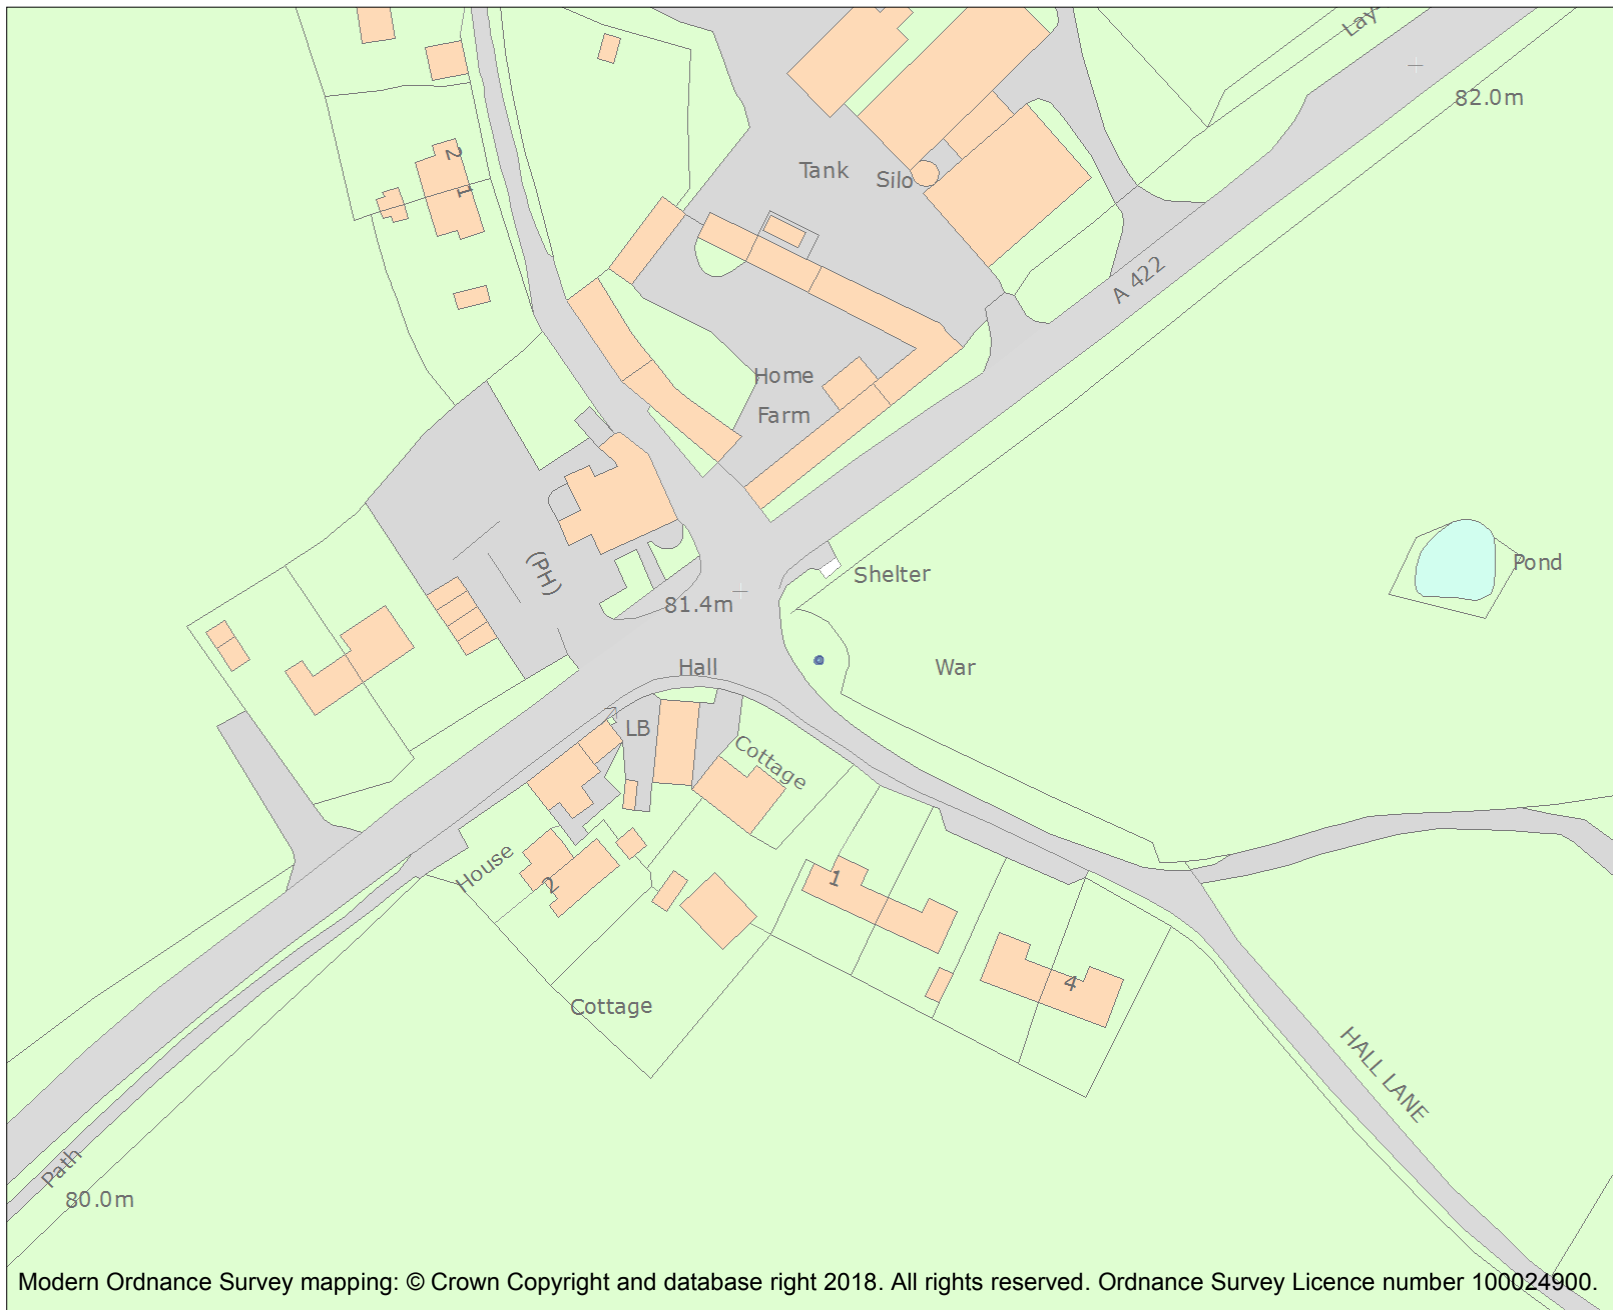 Lay
82.0m
2
1
Tank
Silo
A 422
Home
Farm
(PH)
Shelter
Pond
81.4m
Hall
War
LB
Cottage
House
2
1
4
Cottage
HALL LANE
Path
80.0m
Modern Ordnance Survey mapping: © Crown Copyright and database right 2018. All rights reserved. Ordnance Survey Licence number 100024900.